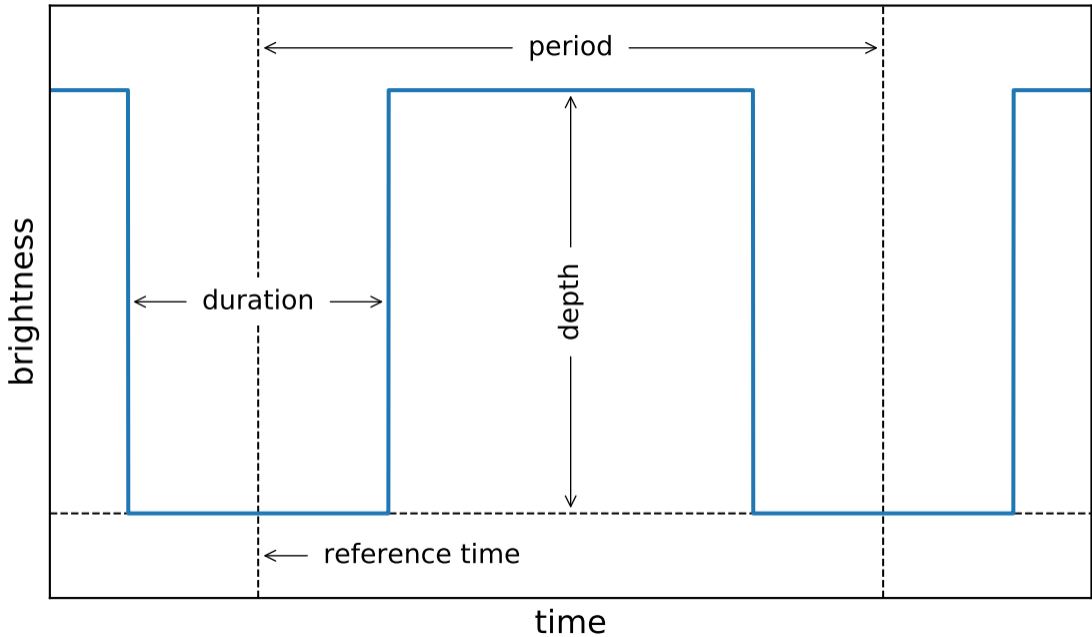 period
brightness
duration
depth
reference time
time